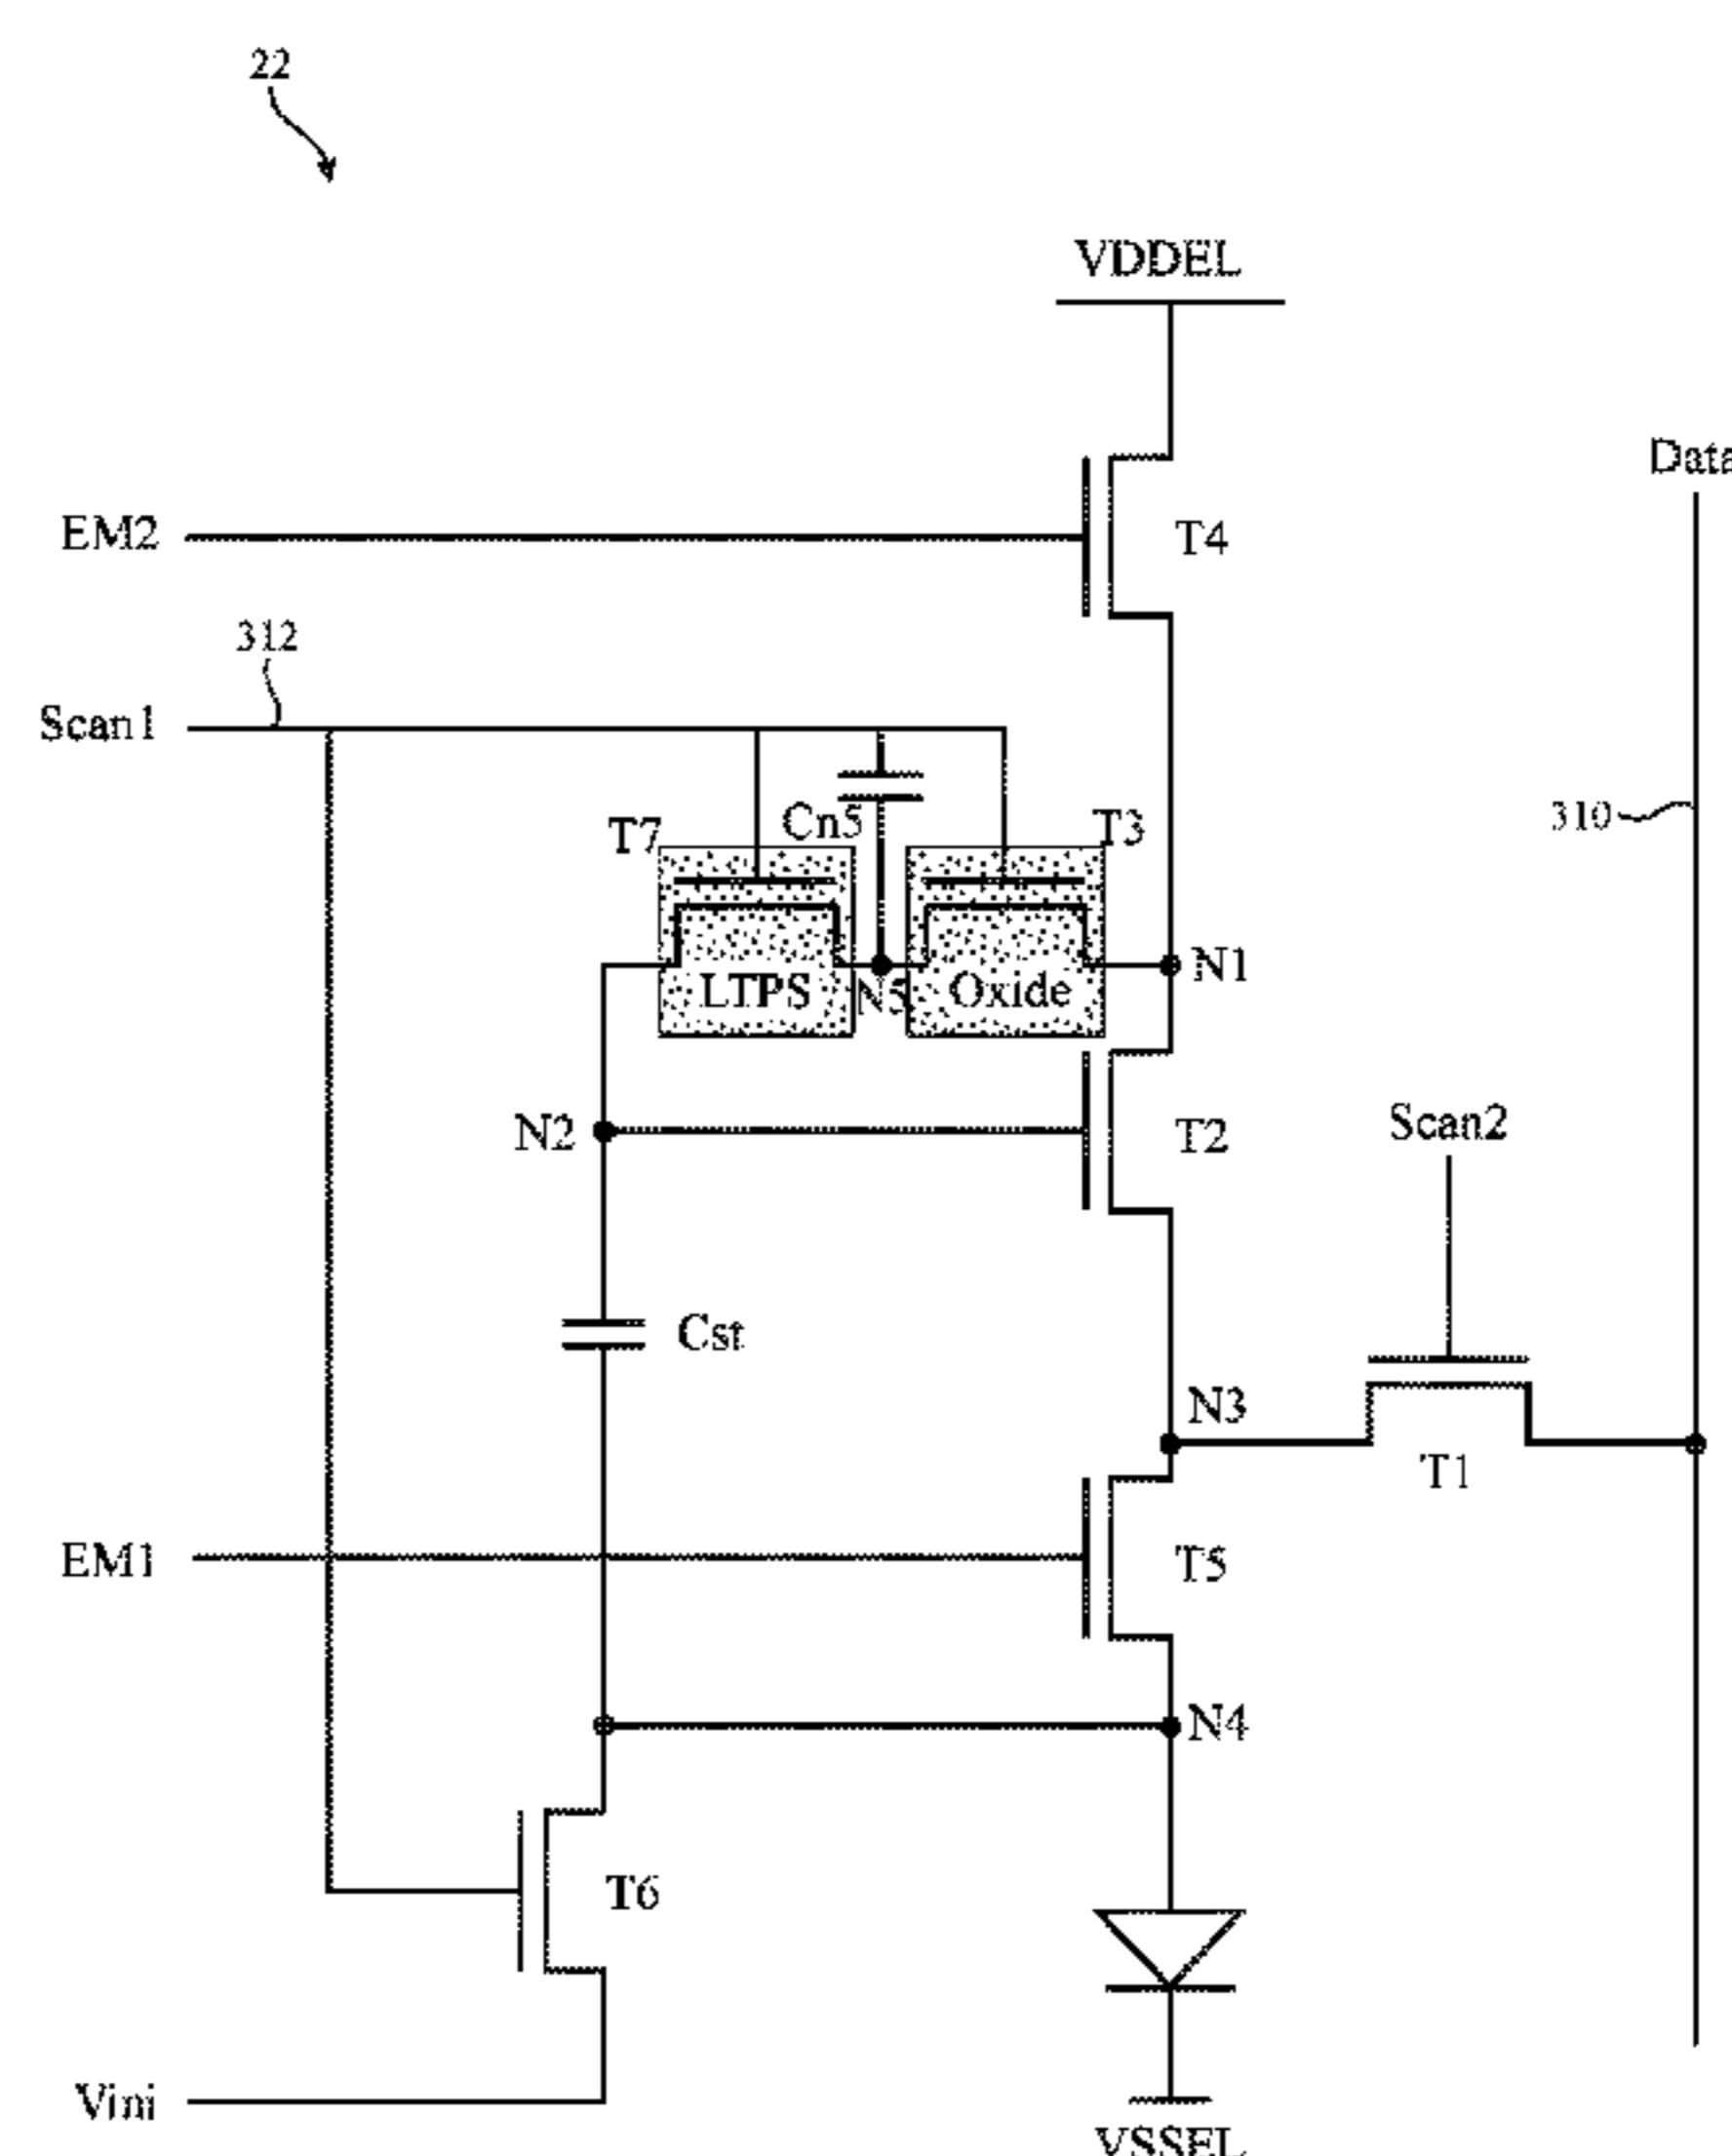 22
VDDEL
Data
EM2
T4
312
Scan1
310
T7
Cn5
T3
LTPS
N5
Oxide
N1
N2
T2
Scan2
Cst
N3
T1
EM1
T5
N4
T6
Vini
VSSEL